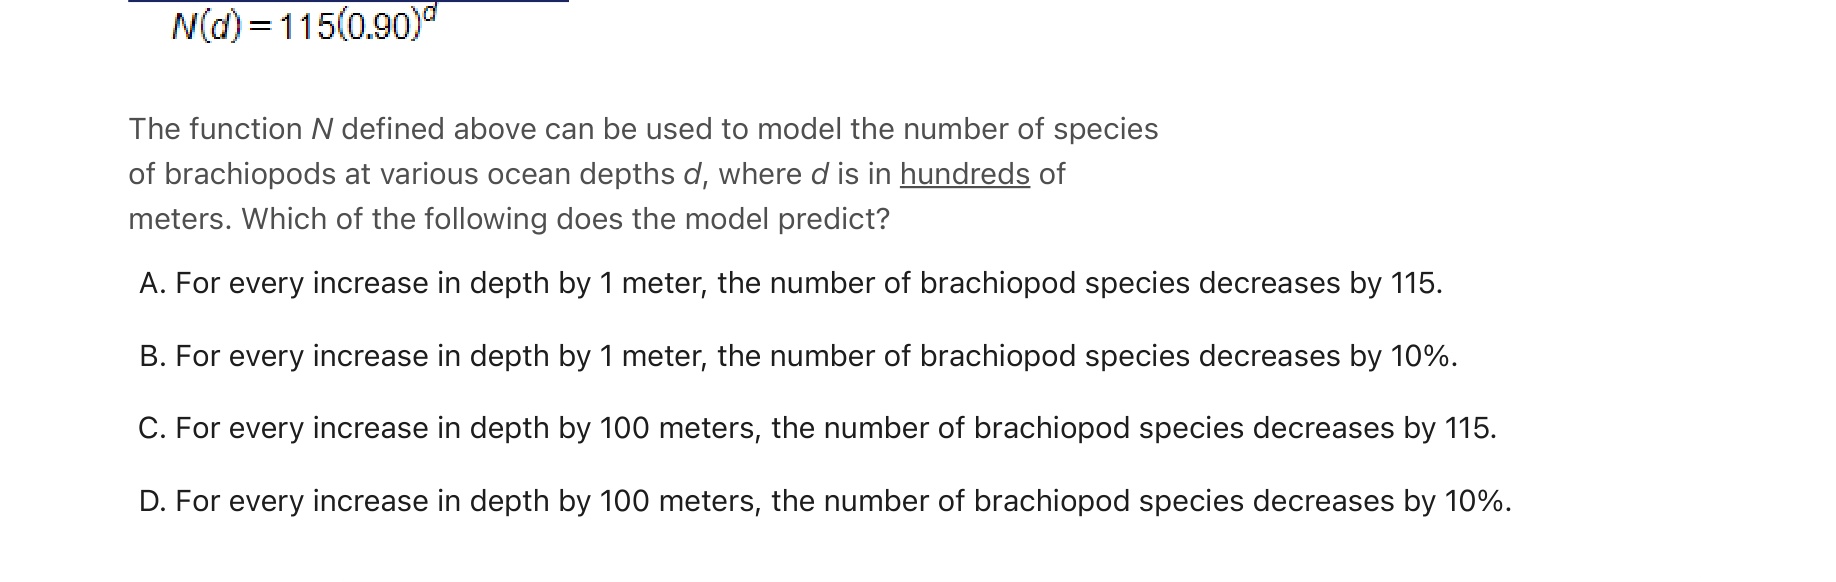 N(d) = 115(0.90)ᵈ
The function N defined above can be used to model the number of species
of brachiopods at various ocean depths d, where d is in hundreds of
meters. Which of the following does the model predict?
A. For every increase in depth by 1 meter, the number of brachiopod species decreases by 115.
B. For every increase in depth by 1 meter, the number of brachiopod species decreases by 10%.
C. For every increase in depth by 100 meters, the number of brachiopod species decreases by 115.
D. For every increase in depth by 100 meters, the number of brachiopod species decreases by 10%.